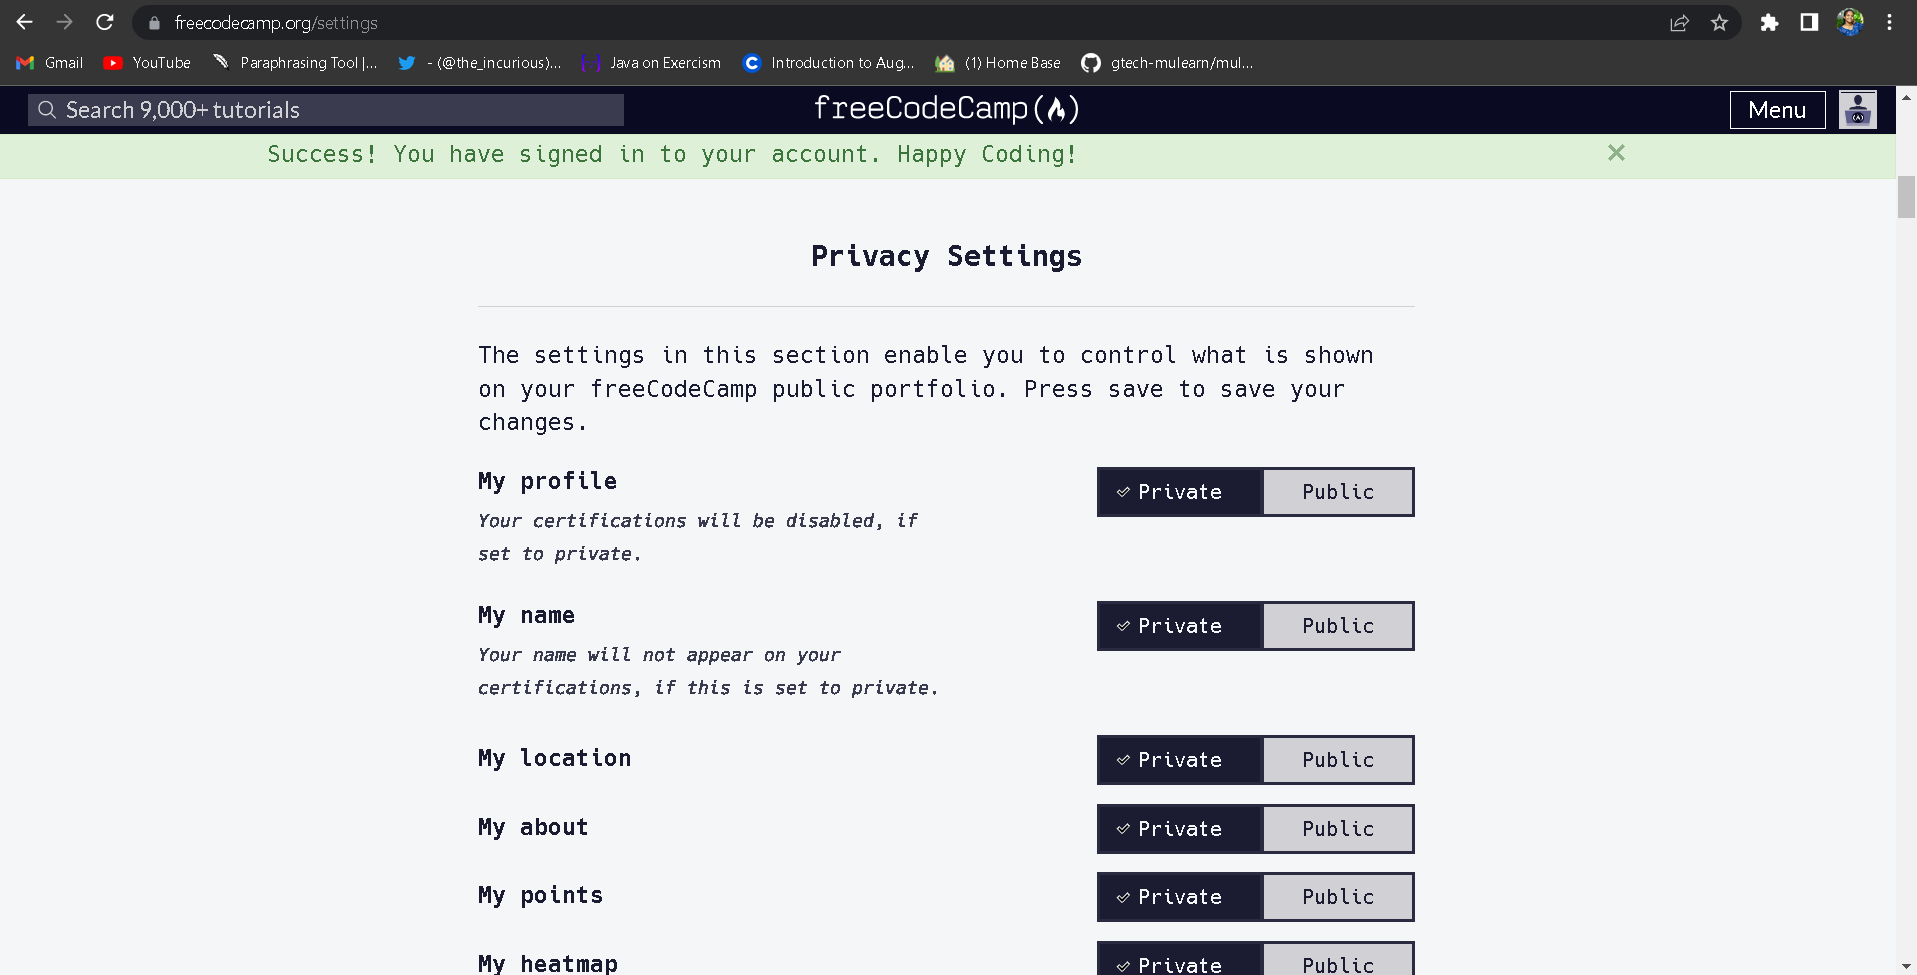 freecodecamp.org/settings
Gmail YouTube Paraphrasing Tool |... - (@the_incurious)... Java on Exercism Introduction to Aug... (1) Home Base gtech-mulearn/mul...
Search 9,000+ tutorials freeCodeCamp Menu
Success! You have signed in to your account. Happy Coding! ×
Privacy Settings
The settings in this section enable you to control what is shown
on your freeCodeCamp public portfolio. Press save to save your
changes.
My profile Private Public
Your certifications will be disabled, if
set to private.
My name Private Public
Your name will not appear on your
certifications, if this is set to private.
My location Private Public
My about Private Public
My points Private Public
My heatmap Private Public